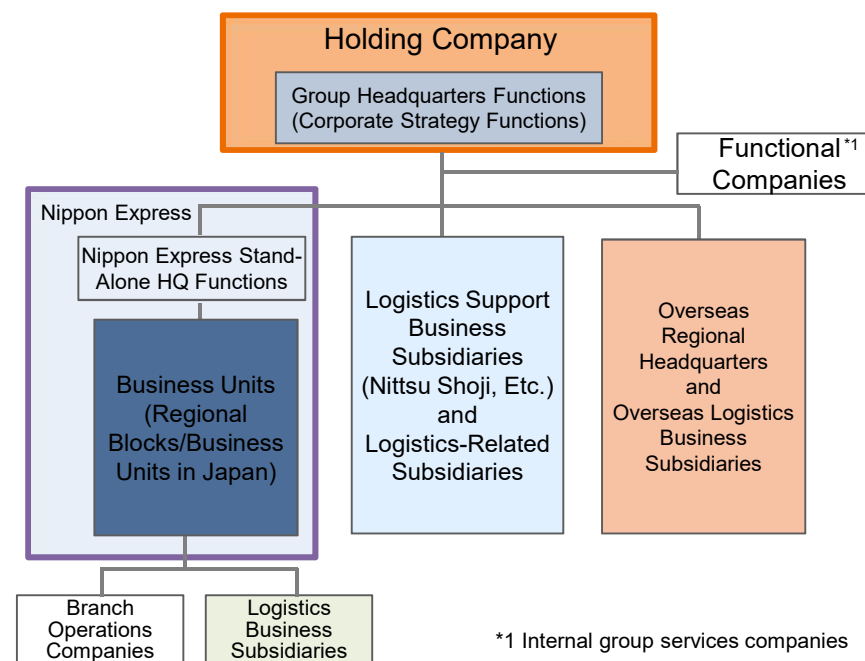 Holding Company
Group Headquarters Functions
(Corporate Strategy Functions)
Functional *1
Companies
Nippon Express
Nippon Express Stand-
Alone HQ Functions
Business Units
(Regional
Blocks/Business
Units in Japan)
Logistics Support
Business
Subsidiaries
(Nittsu Shoji, Etc.)
and
Logistics-Related
Subsidiaries
Overseas
Regional
Headquarters
and
Overseas Logistics
Business
Subsidiaries
Branch
Operations
Companies
Logistics
Business
Subsidiaries
*1 Internal group services companies